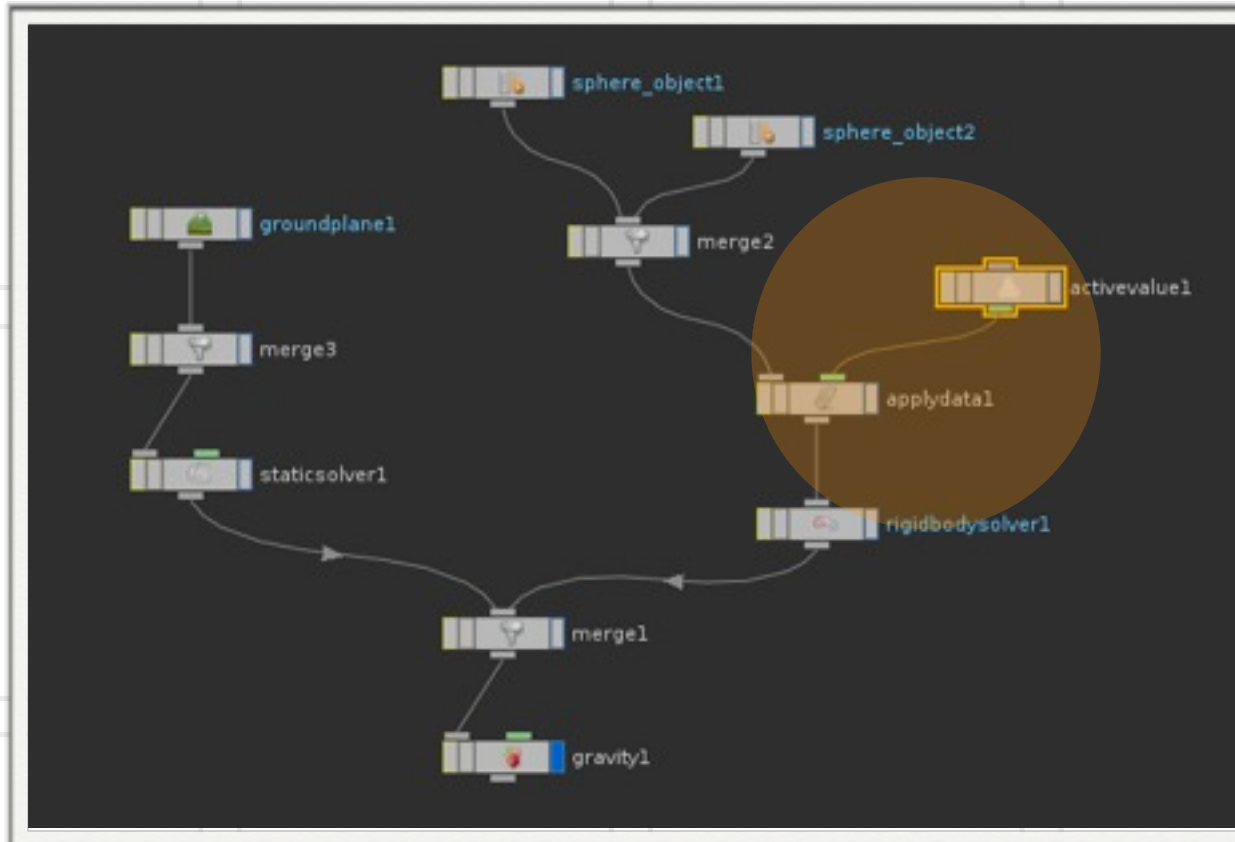 sphere_object1
sphere_object2
groundplane1
merge2
activevalue1
merge3
applydata1
staticsolver1
rigidbodysolver1
merge1
gravity1